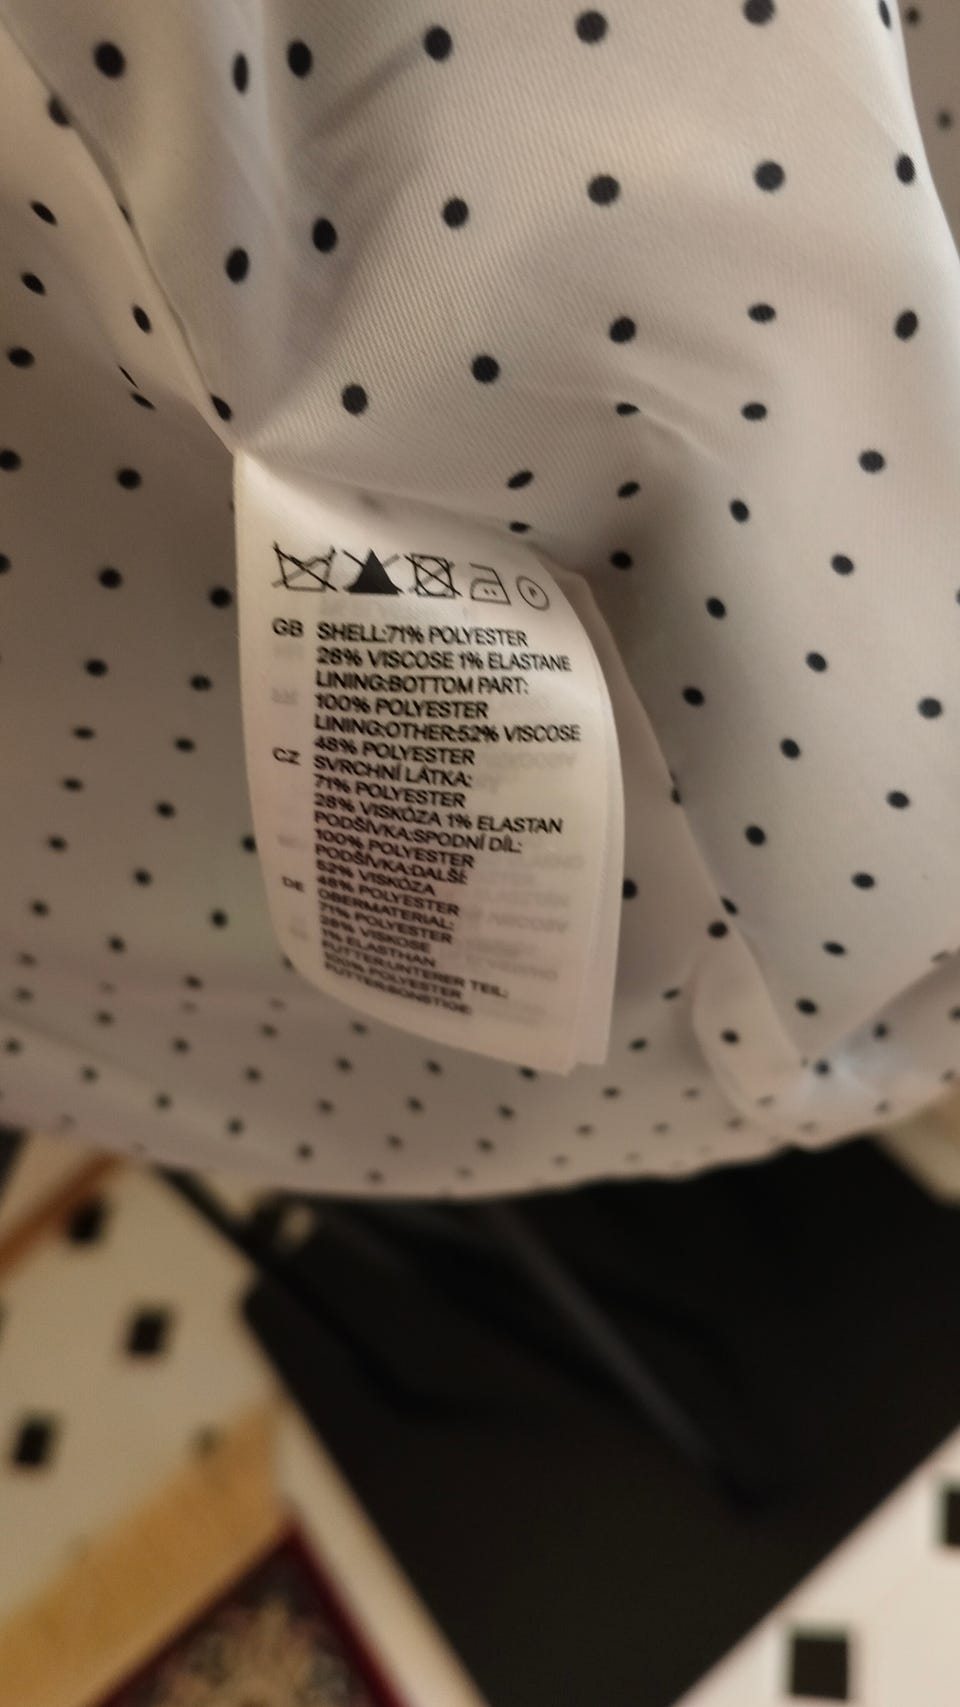 GB SHELL:71% POLYESTER
28% VISCOSE 1% ELASTANE
LINING:BOTTOM PART:
100% POLYESTER
LINING:OTHER:52% VISCOSE
48% POLYESTER
CZ SVRCHNÍ LÁTKA:
71% POLYESTER
28% VISKÓZA 1% ELASTAN
PODŠÍVKA:SPODNÍ DÍL:
100% POLYESTER
PODŠÍVKA:DALŠÍ:
52% VISKÓZA
48% POLYESTER
DE OBERMATERIAL:
71% POLYESTER
28% VISKOSE
1% ELASTHAN
FUTTER:UNTERER TEIL:
100% POLYESTER
FUTTER:SONSTIGE: